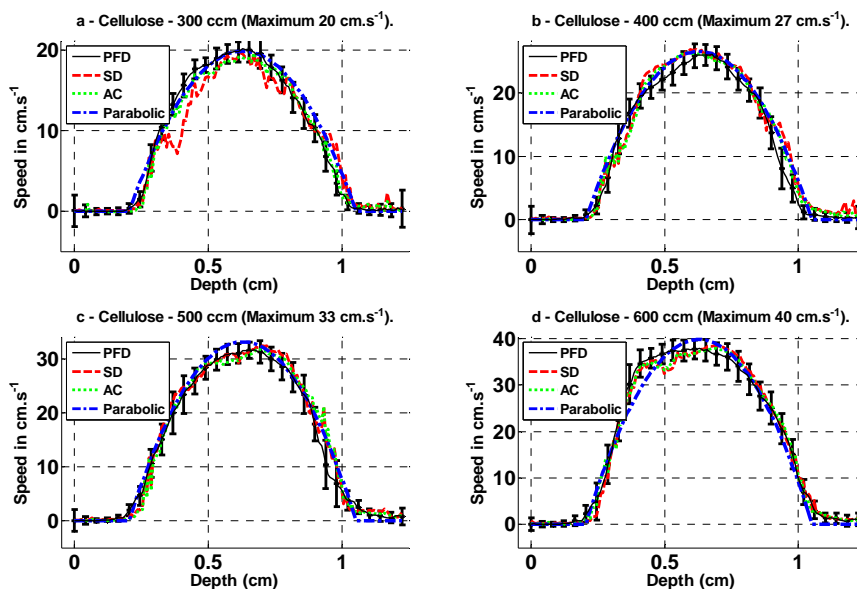 a - Cellulose - 300 ccm (Maximum 20 cm.s⁻¹).
20
10
0
Speed in cm.s⁻¹
PFD
SD
AC
Parabolic
0
0.5
1
Depth (cm)
b - Cellulose - 400 ccm (Maximum 27 cm.s⁻¹).
20
10
0
Speed in cm.s⁻¹
PFD
SD
AC
Parabolic
0
0.5
1
Depth (cm)
c - Cellulose - 500 ccm (Maximum 33 cm.s⁻¹).
30
20
10
0
Speed in cm.s⁻¹
PFD
SD
AC
Parabolic
0
0.5
1
Depth (cm)
d - Cellulose - 600 ccm (Maximum 40 cm.s⁻¹).
40
30
20
10
0
Speed in cm.s⁻¹
PFD
SD
AC
Parabolic
0
0.5
1
Depth (cm)